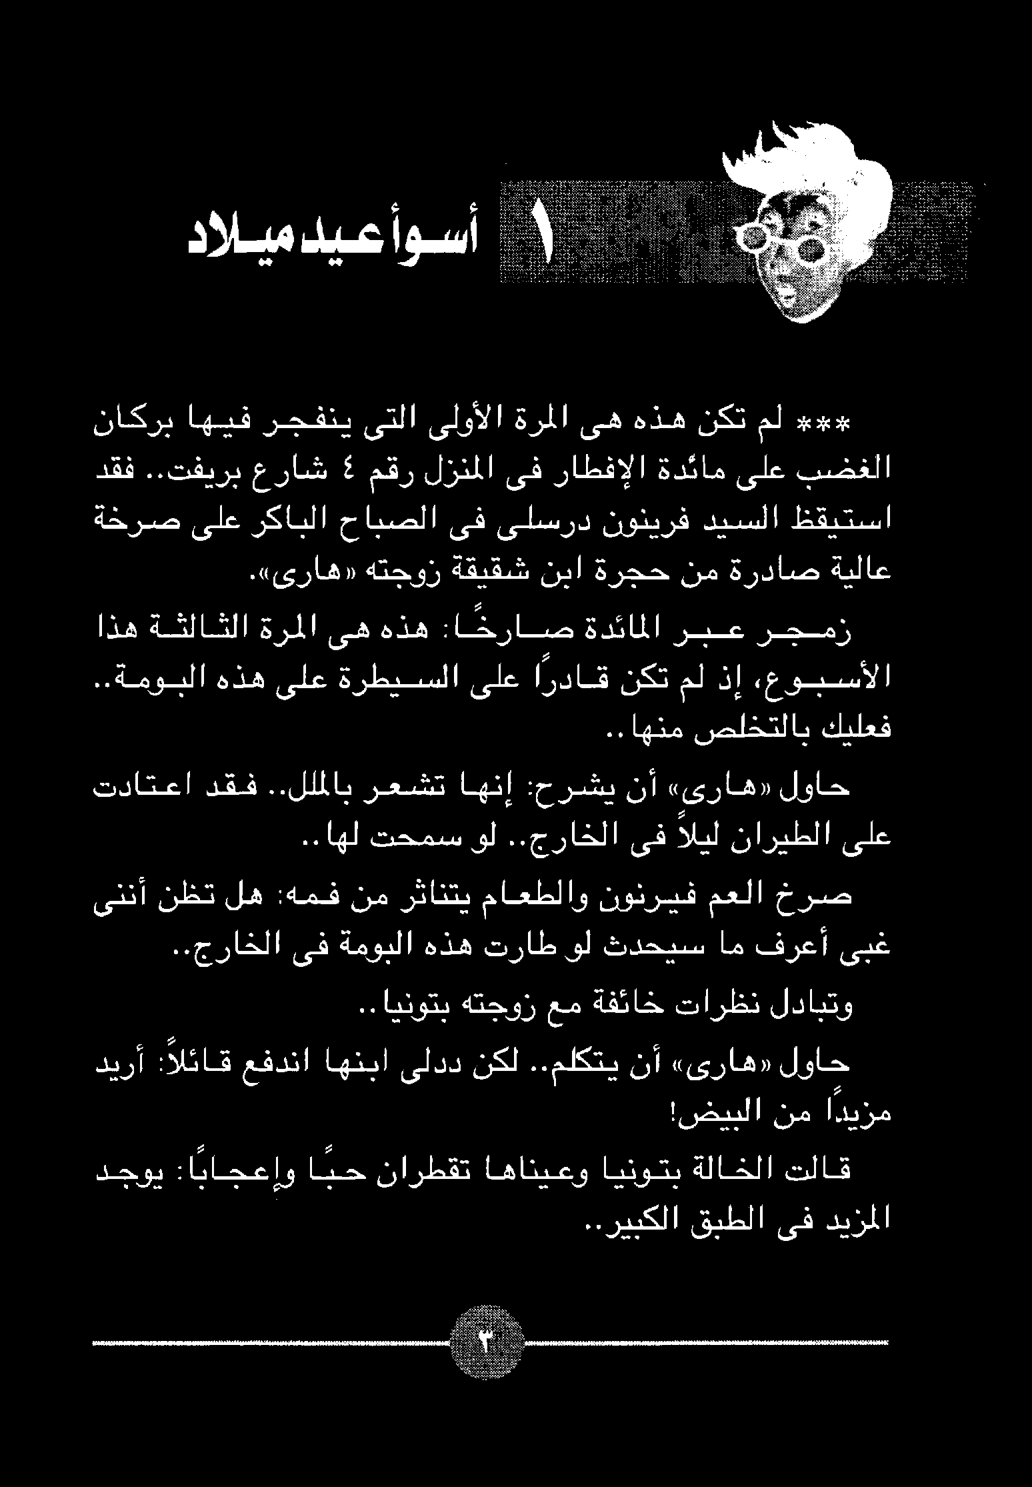 ١ أسوأ عيد ميلاد
*** لم تكن هذه هى المرة الأولى التى ينفجر فيها بركان
الغضب على مائدة الإفطار فى المنزل رقم ٤ شارع بريفت.. فقد
استيقظ السيد فرينون درسلى فى الصباح الباكر على صرخة
عالية صادرة من حجرة ابن شقيقة زوجته «هارى».
زمجر عبر المائدة صارخًا: هذه هى المرة الثالثة هذا
الأسبوع، إذ لم تكن قادرًا على السيطرة على هذه البومة..
فعليك بالتخلص منها..
حاول «هارى» أن يشرح: إنها تشعر بالملل.. فقد اعتادت
على الطيران ليلاً فى الخارج.. ولو سمحت لها..
صرخ العم فيرنون والطعام يتناثر من فمه: هل تظن أننى
غبى أعرف ما سيحدث لو طارت هذه البومة فى الخارج..
وتبادل نظرات خائفة مع زوجته بتونيا..
حاول «هارى» أن يتكلم.. لكن ددلى ابنها اندفع قائلاً: أريد
مزيدًا من البيض!
قالت الخالة بتونيا وعيناها تقطران حبًا وإعجابًا: يوجد
المزيد فى الطبق الكبير..
٣